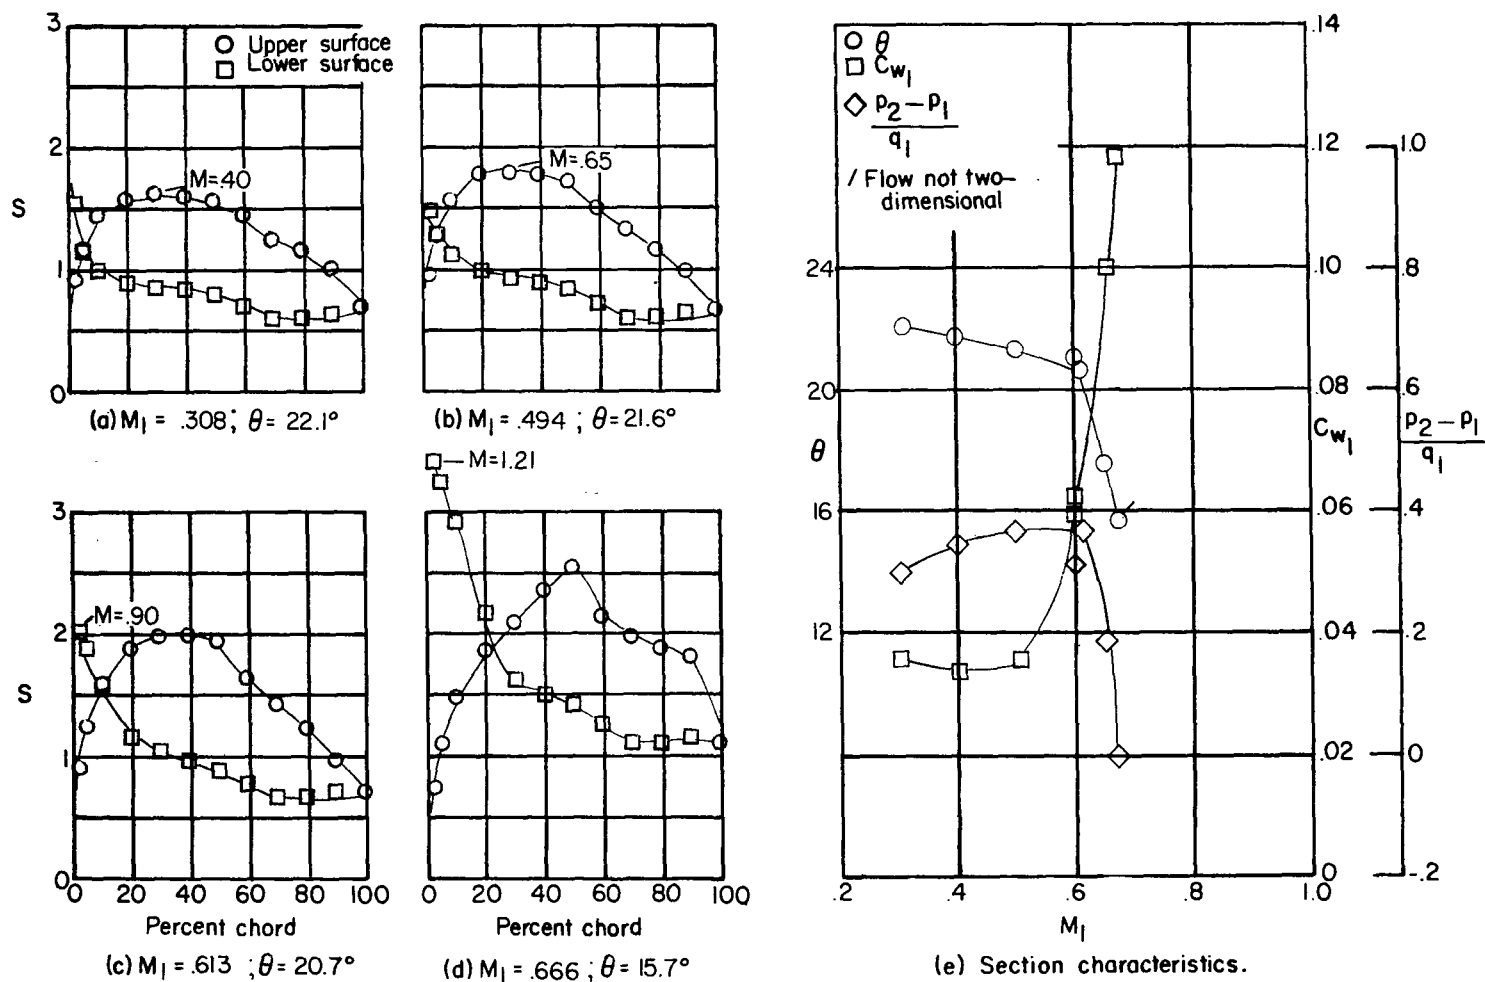 3
2
1
0
S
○ Upper surface
□ Lower surface
M=.40
(a) M₁ = .308; θ = 22.1°
M=.65
(b) M₁ = .494; θ=21.6°
3
2
1
0
S
M=.90
0 20 40 60 80 100
Percent chord
(c) M₁ = .613 ; θ = 20.7°
M=1.21
0 20 40 60 80 100
Percent chord
(d) M₁ = .666 ; θ = 15.7°
○ θ
□ Cw₁
◇ p₂ – p₁
q₁
/ Flow not two-
dimensional
24
20
θ
16
12
.14
.12
.10
.08
Cw₁
.06
.04
.02
0
1.0
.8
.6
p₂ – p₁
q₁
.4
.2
0
-.2
.2 .4 .6 .8 1.0
M₁
(e) Section characteristics.